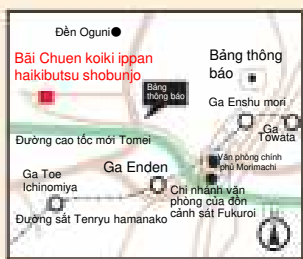 Đền Oguni
Bãi Chuen koiki ippan
haikibutsu shobunjo
Bảng thông
báo
Bảng
thông báo
Ga Enshu mori
Ga
Towata
Đường cao tốc mới Tomei
Văn phòng chính
phủ Morimachi
Ga Enden
Ga Toe
Ichinomiya
Chi nhánh văn
phòng của đồn
cảnh sát Fukuroi
Đường sắt Tenryu hamanako